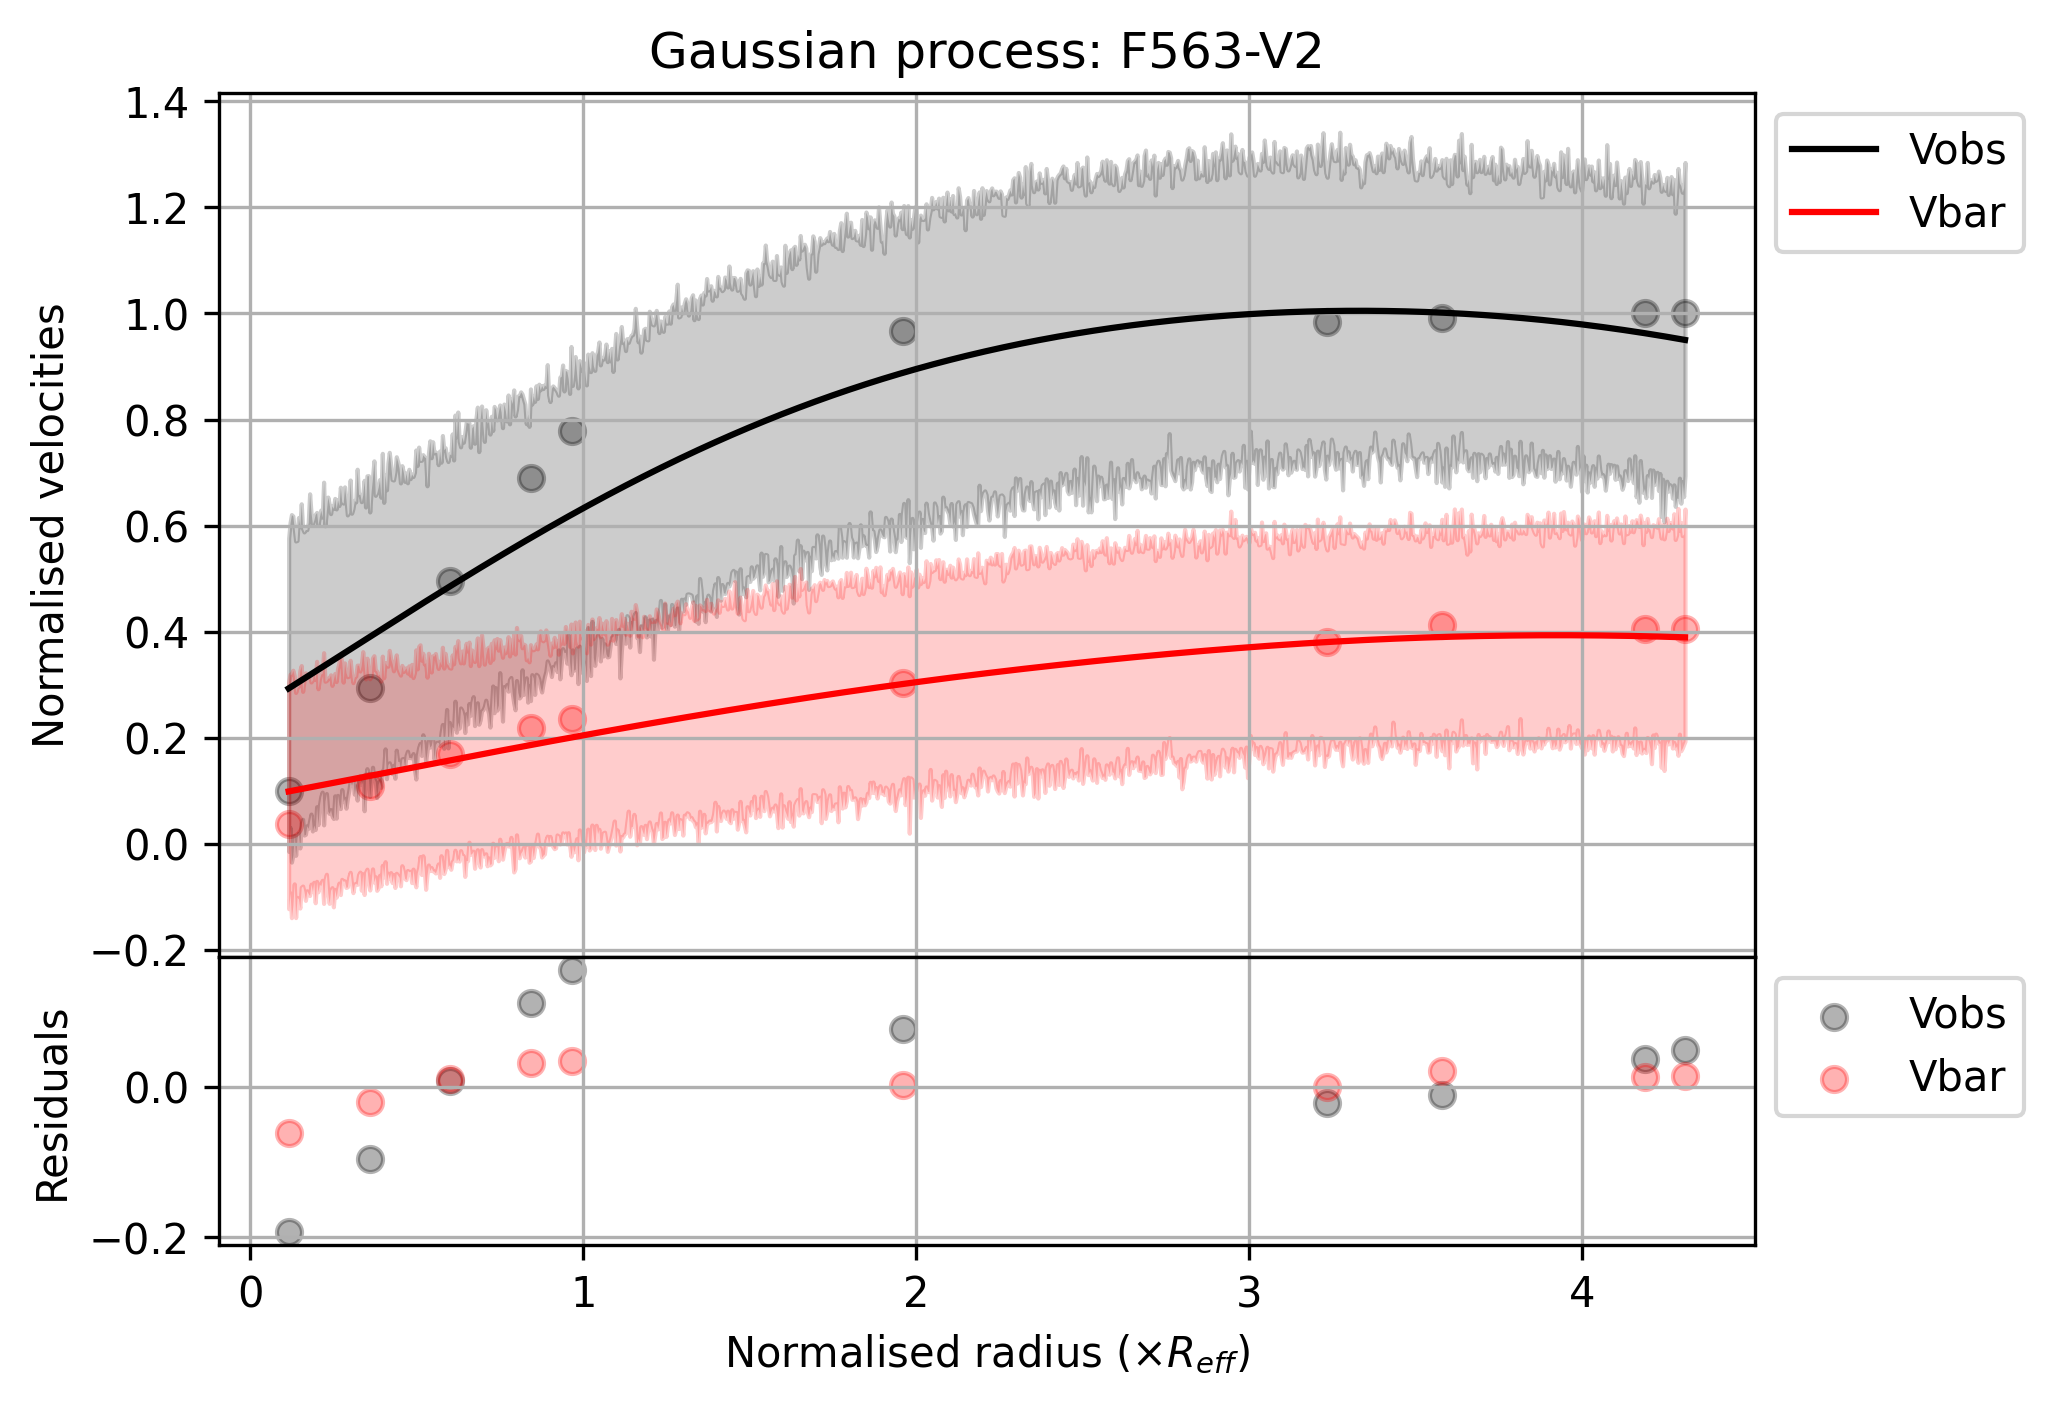 Gaussian process: F563-V2
1.4
1.2
1.0
0.8
0.6
0.4
0.2
0.0
−0.2
Normalised velocities
Vobs
Vbar
0.0
−0.2
Residuals
Vobs
Vbar
0 1 2 3 4
Normalised radius (×R_{eff})